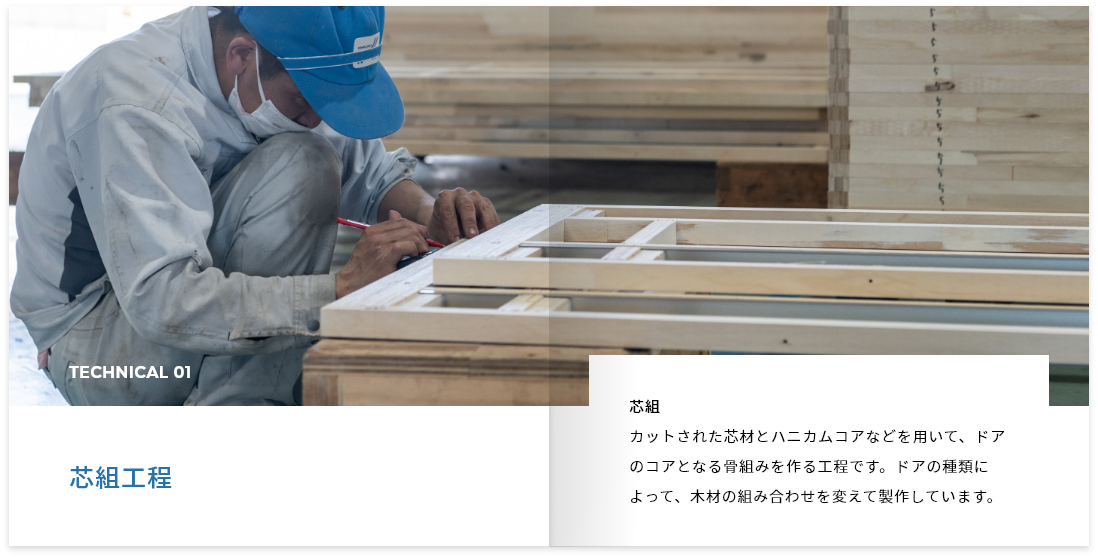 TECHNICAL 01
芯組工程
芯組
カットされた芯材とハニカムコアなどを用いて、ドア
のコアとなる骨組みを作る工程です。ドアの種類に
よって、木材の組み合わせを変えて製作しています。